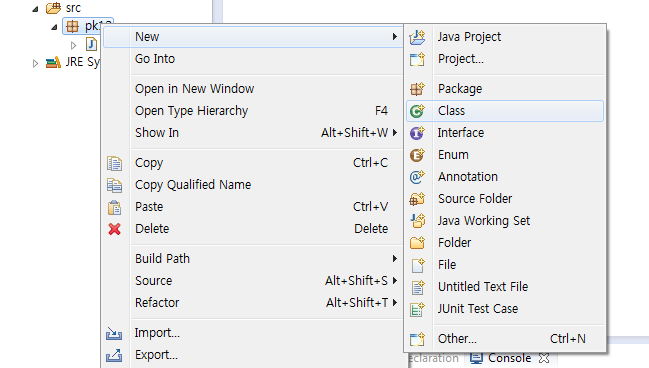 src
New
Java Project
Go Into
Project...
JRE Sy
Open in New Window
Package
Open Type Hierarchy F4
Class
Show In Alt+Shift+W
Interface
Enum
Copy Ctrl+C
Annotation
Copy Qualified Name
Source Folder
Paste Ctrl+V
Java Working Set
Delete Delete
Folder
Build Path
File
Source Alt+Shift+S
Untitled Text File
Refactor Alt+Shift+T
JUnit Test Case
Import...
Other... Ctrl+N
Export...
eclaration Console